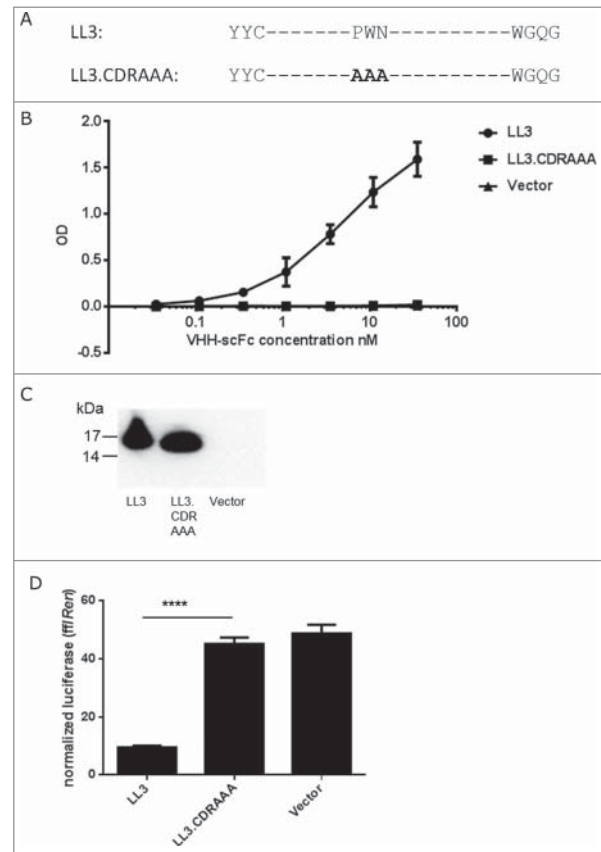 A
LL3: YYC-------PWN----------WGQG
LL3.CDRAAA: YYC-------AAA----------WGQG
B
2.0
1.5
1.0
0.5
0.0
-0.5
OD
0.1 1 10 100
VHH-scFc concentration nM
LL3
LL3.CDRAAA
Vector
C
kDa
17
14
LL3
LL3.
CDR
AAA
Vector
D
normalized luciferase (ff/Ren)
60
40
20
0
****
LL3
LL3.CDRAAA
Vector